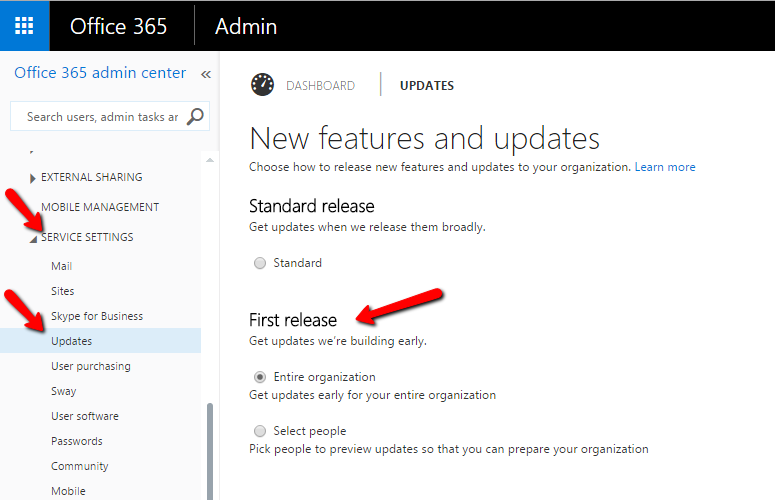 Office 365 Admin
Office 365 admin center «
DASHBOARD UPDATES
Search users, admin tasks ar
New features and updates
Choose how to release new features and updates to your organization. Learn more
EXTERNAL SHARING
MOBILE MANAGEMENT
SERVICE SETTINGS
Mail
Sites
Skype for Business
Updates
User purchasing
Sway
User software
Passwords
Community
Mobile
Standard release
Get updates when we release them broadly.
Standard
First release
Get updates we're building early.
Entire organization
Get updates early for your entire organization
Select people
Pick people to preview updates so that you can prepare your organization